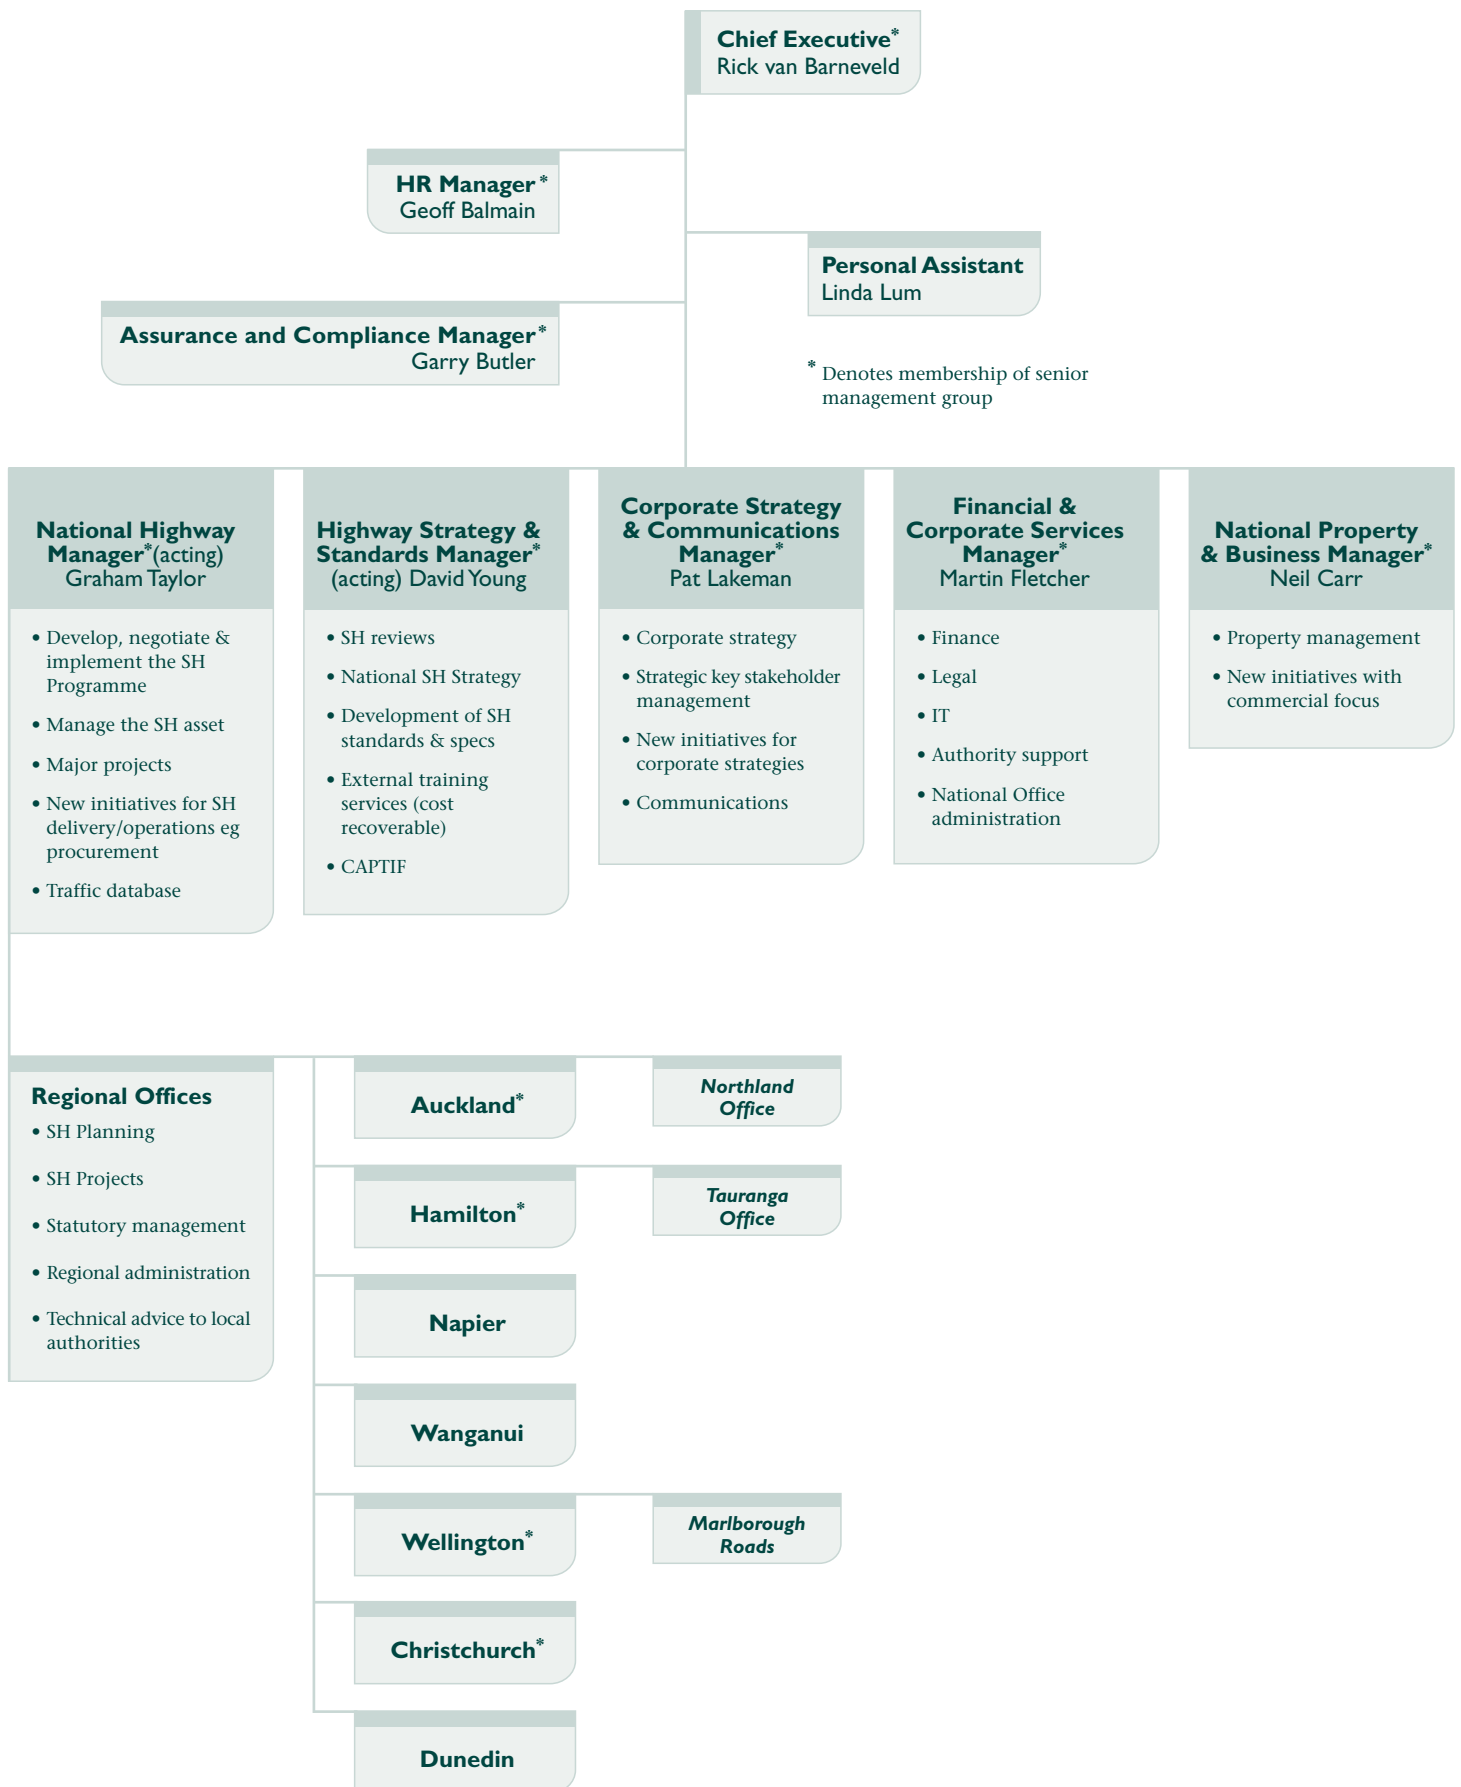 Chief Executive*
Rick van Barneveld
HR Manager*
Geoff Balmain
Personal Assistant
Linda Lum
Assurance and Compliance Manager*
Garry Butler
* Denotes membership of senior
management group
National Highway
Manager*(acting)
Graham Taylor
• Develop, negotiate &
implement the SH
Programme
• Manage the SH asset
• Major projects
• New initiatives for SH
delivery/operations eg
procurement
• Traffic database
Highway Strategy &
Standards Manager*
(acting) David Young
• SH reviews
• National SH Strategy
• Development of SH
standards & specs
• External training
services (cost
recoverable)
• CAPTIF
Corporate Strategy
& Communications
Manager*
Pat Lakeman
• Corporate strategy
• Strategic key stakeholder
management
• New initiatives for
corporate strategies
• Communications
Financial &
Corporate Services
Manager*
Martin Fletcher
• Finance
• Legal
• IT
• Authority support
• National Office
administration
National Property
& Business Manager*
Neil Carr
• Property management
• New initiatives with
commercial focus
Regional Offices
• SH Planning
• SH Projects
• Statutory management
• Regional administration
• Technical advice to local
authorities
Auckland*
Northland
Office
Hamilton*
Tauranga
Office
Napier
Wanganui
Wellington*
Marlborough
Roads
Christchurch*
Dunedin